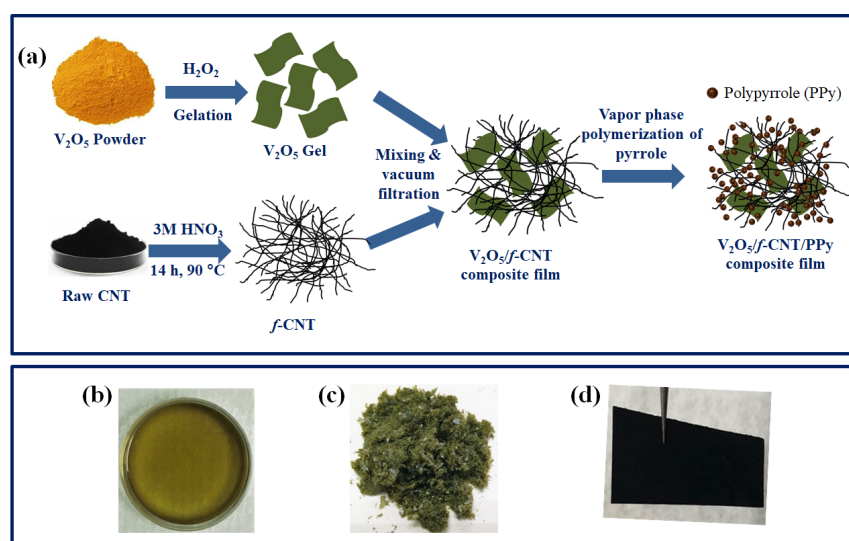 (a)
H₂O₂
Gelation
V₂O₅ Powder
V₂O₅ Gel
3M HNO₃
14 h, 90 °C
Raw CNT
f-CNT
Mixing &
vacuum
filtration
V₂O₅/f-CNT
composite film
Vapor phase
polymerization of
pyrrole
Polypyrrole (PPy)
V₂O₅/f-CNT/PPy
composite film
(b)
(c)
(d)